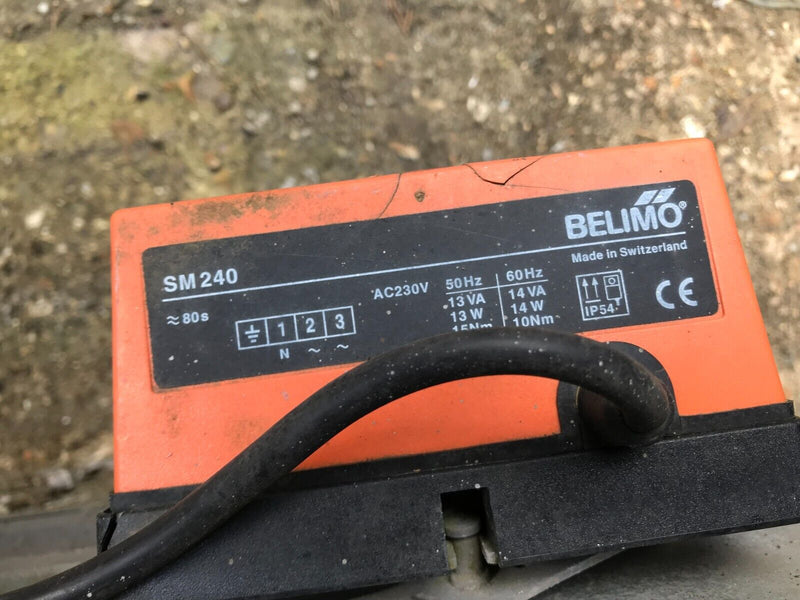 BELIMO®
SM 240
Made in Switzerland
≈ 80s
1 2 3
N ~ ~
AC230V
50Hz 60Hz
13 VA 14 VA
13 W 14 W
15Nm 10Nm
IP54
CE